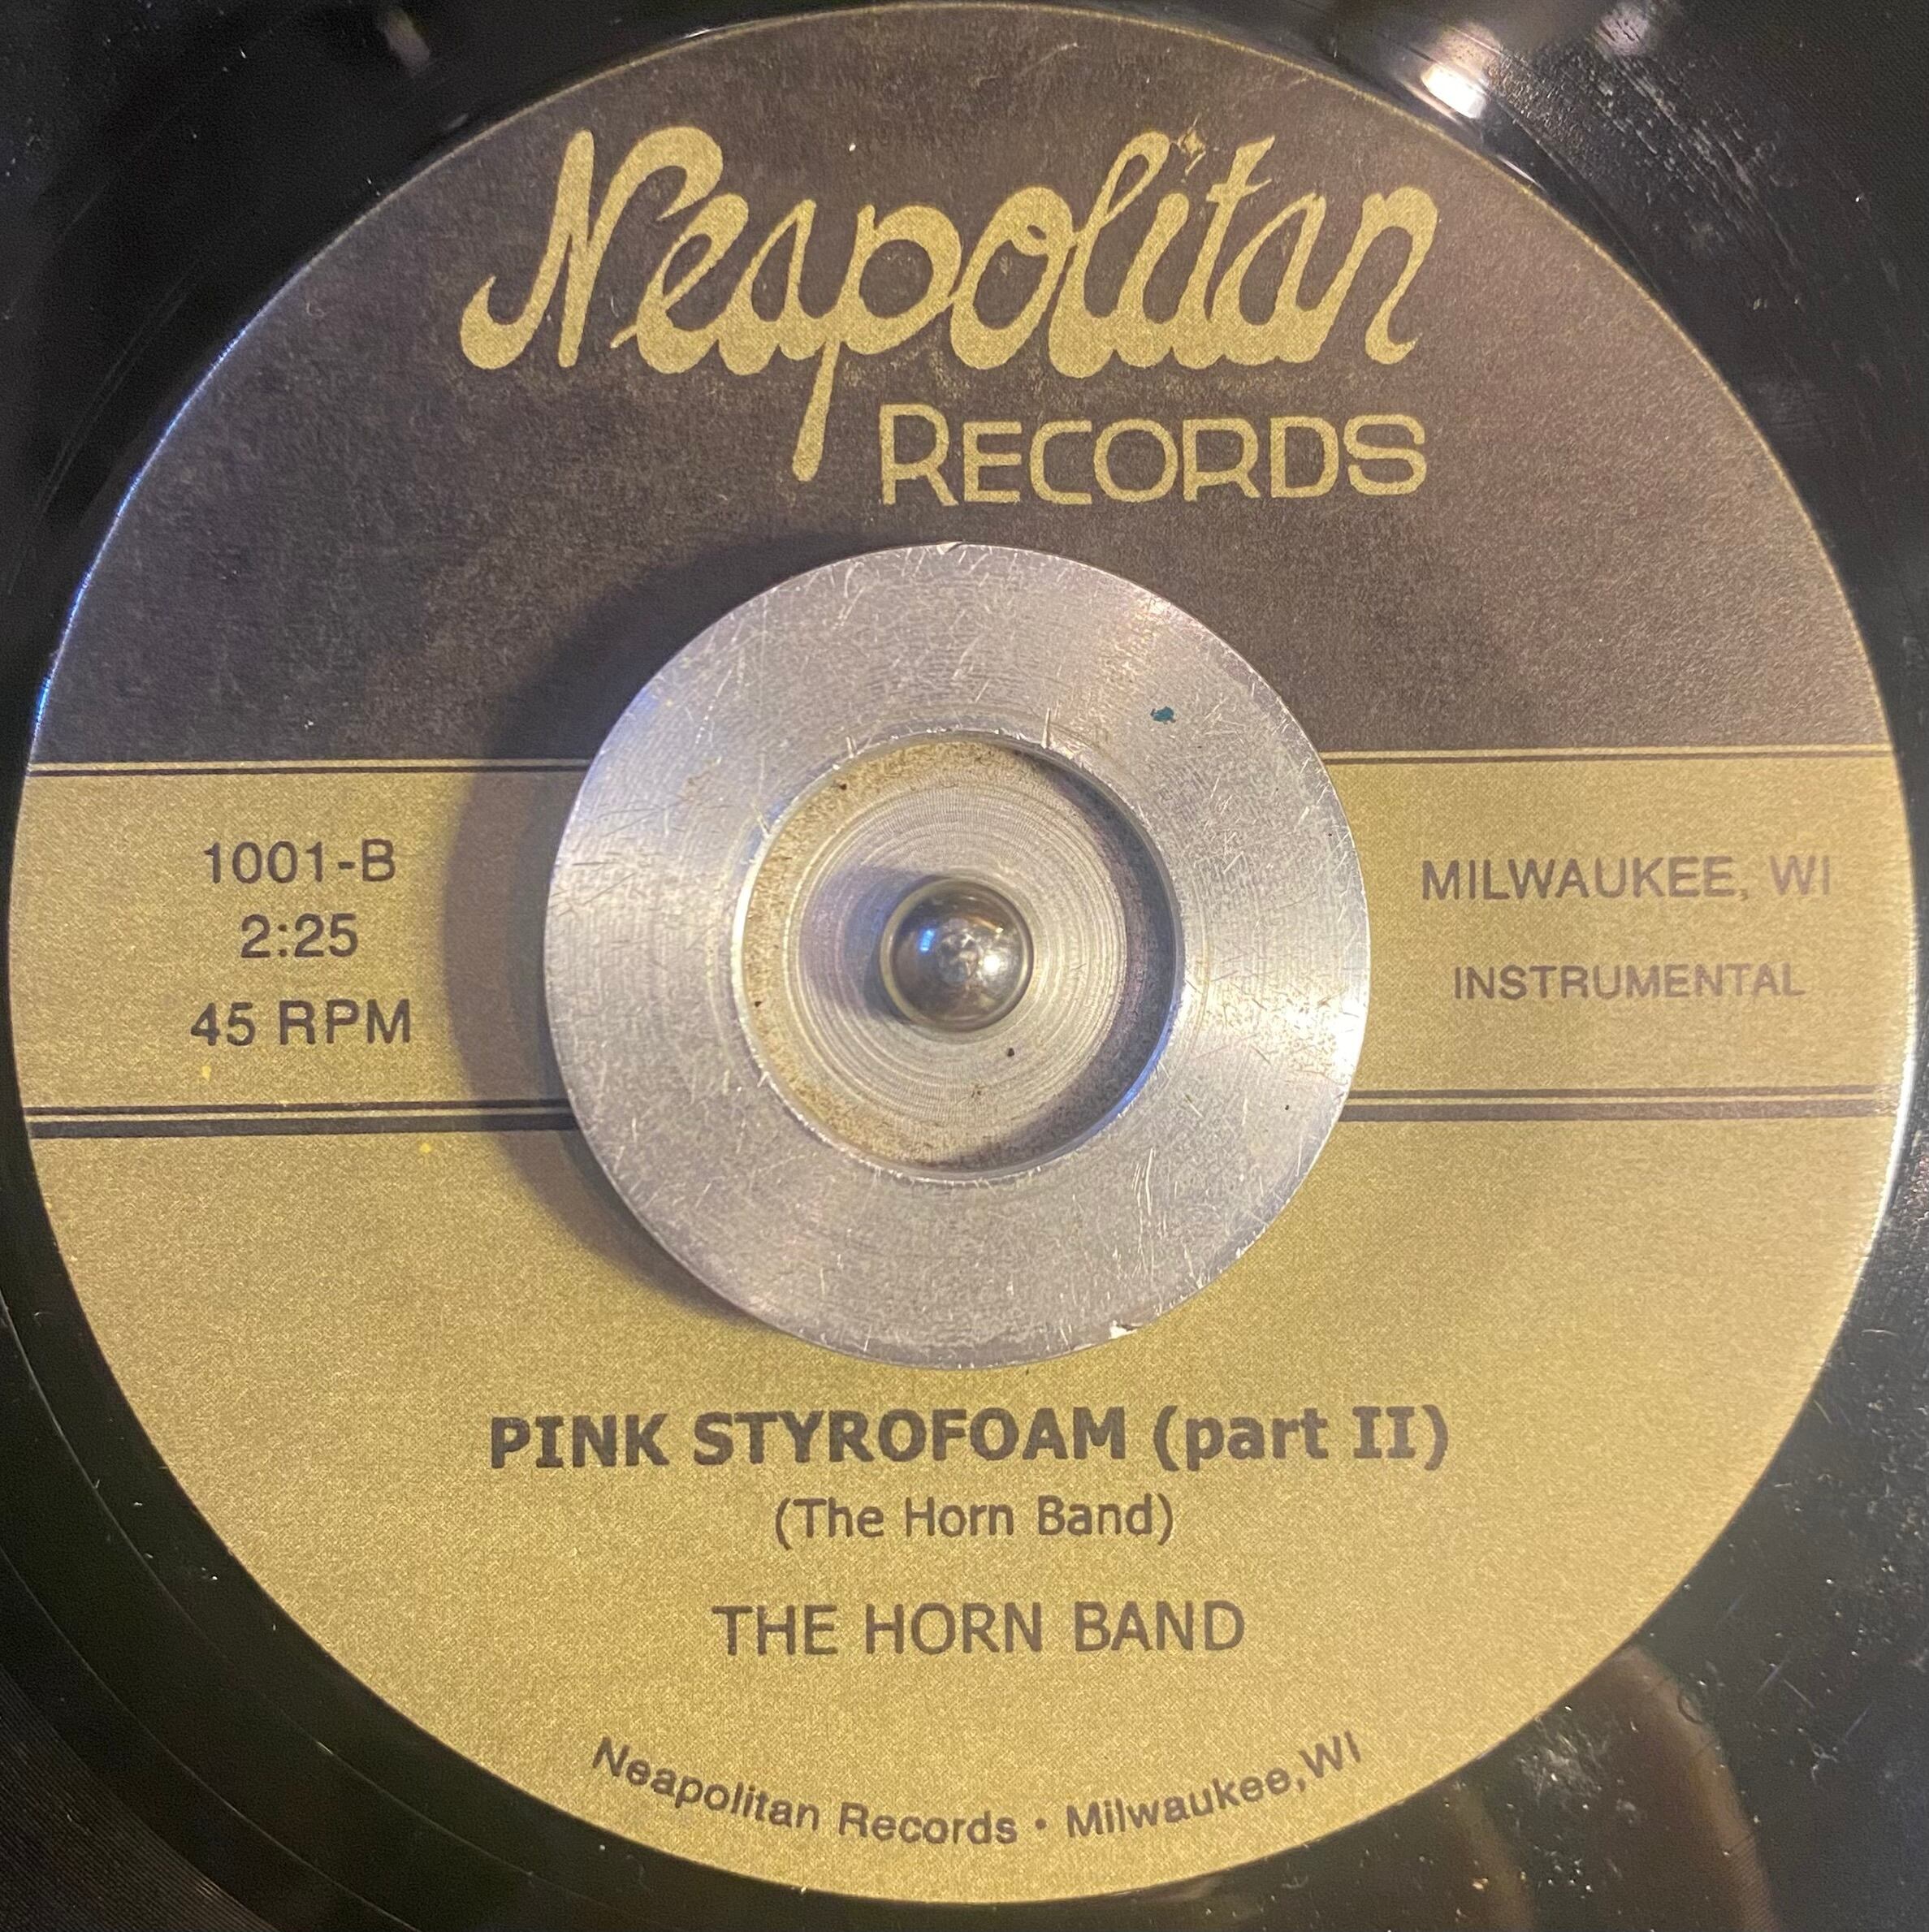 Neapolitan
RECORDS
1001-B
2:25
45 RPM
MILWAUKEE, WI
INSTRUMENTAL
PINK STYROFOAM (part II)
(The Horn Band)
THE HORN BAND
Neapolitan Records • Milwaukee,WI